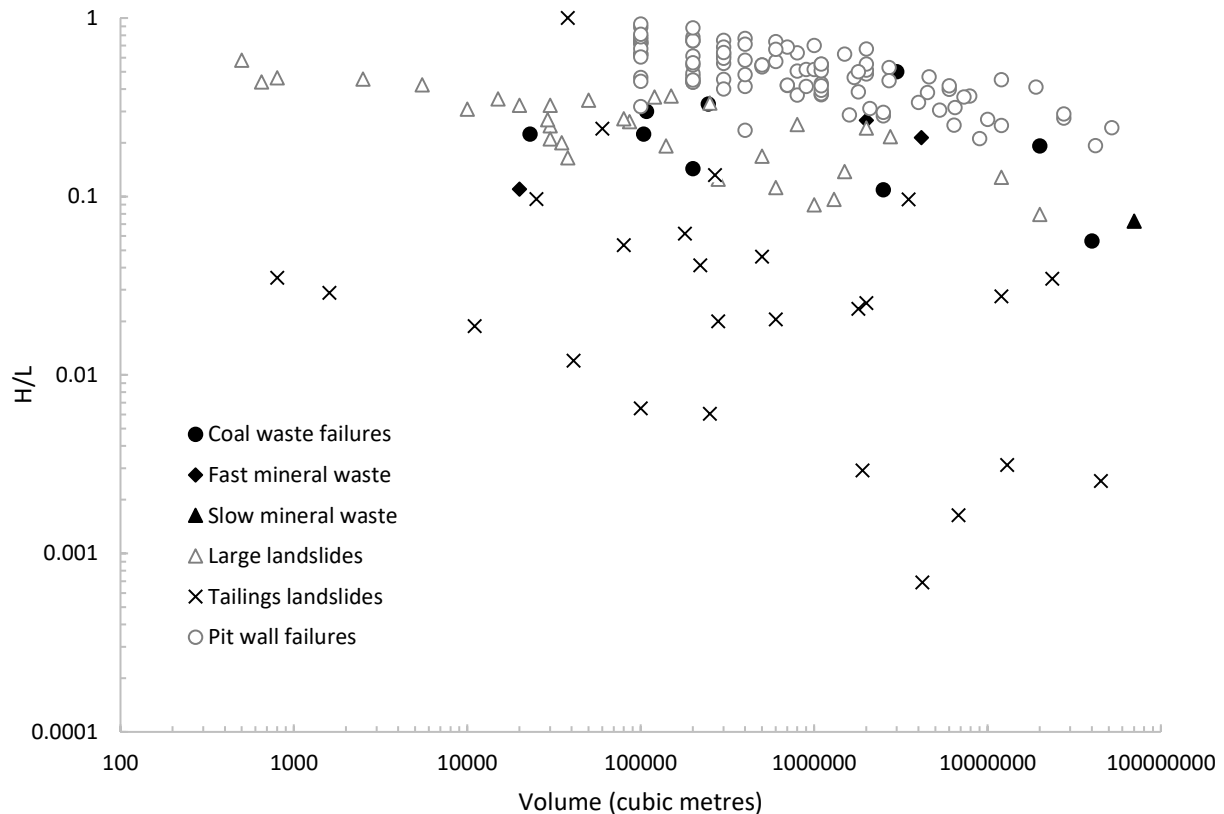 1
0.1
0.01
0.001
0.0001
H/L
Coal waste failures
Fast mineral waste
Slow mineral waste
Large landslides
Tailings landslides
Pit wall failures
100 1000 10000 100000 1000000 10000000 100000000
Volume (cubic metres)